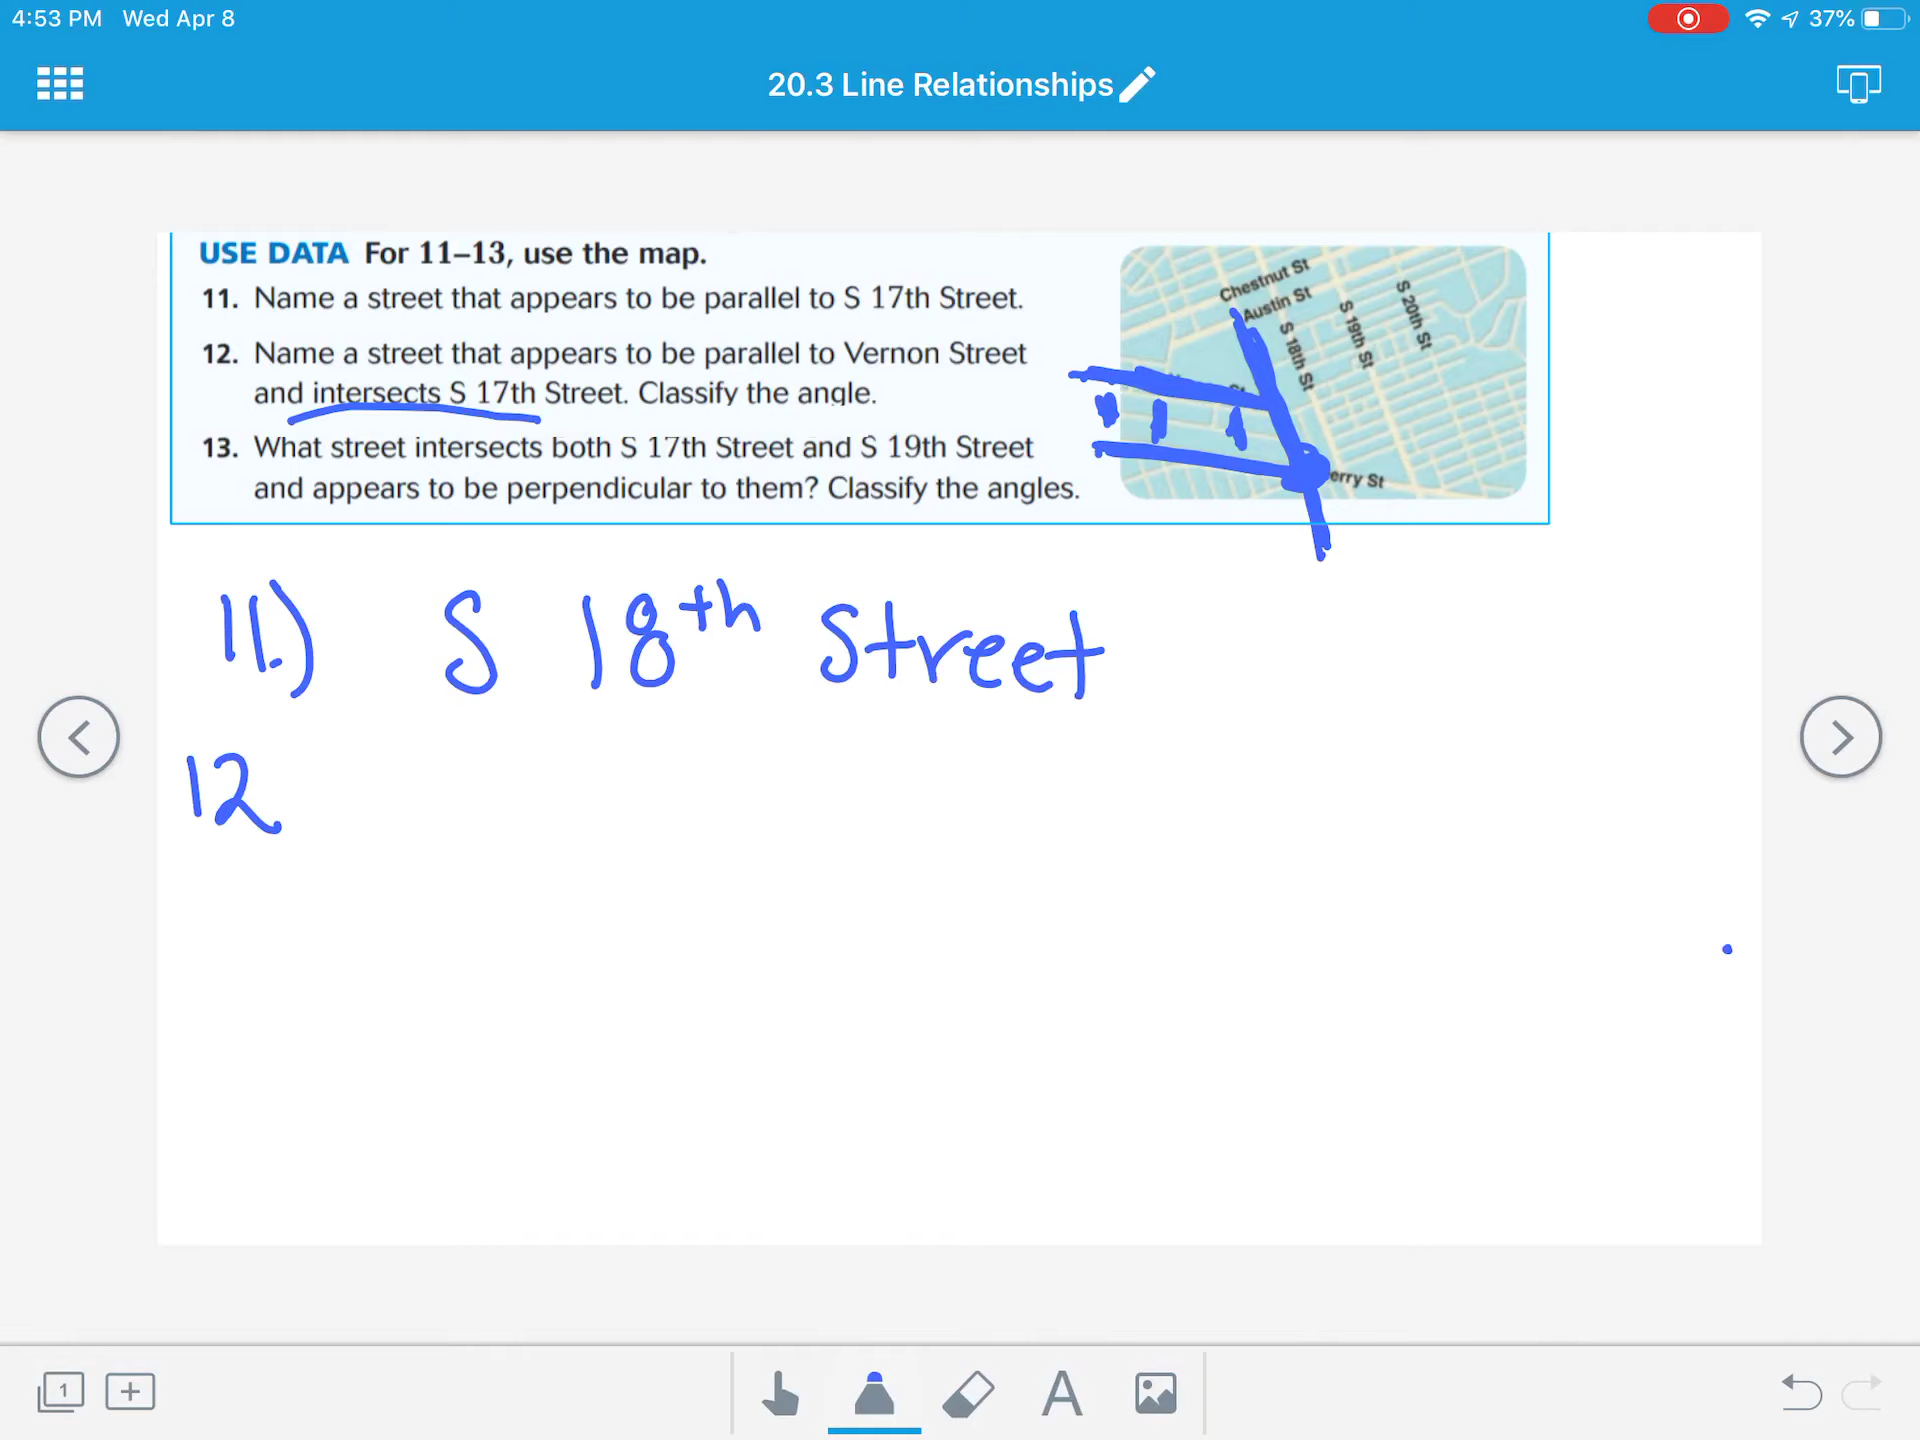 4:53 PM Wed Apr 8
37%
20.3 Line Relationships
USE DATA For 11–13, use the map.
11. Name a street that appears to be parallel to S 17th Street.
12. Name a street that appears to be parallel to Vernon Street
and intersects S 17th Street. Classify the angle.
13. What street intersects both S 17th Street and S 19th Street
and appears to be perpendicular to them? Classify the angles.
Chestnut St
Austin St
S 18th St
S 19th St
S 20th St
erry St
11.) S 18th Street
12
1
A